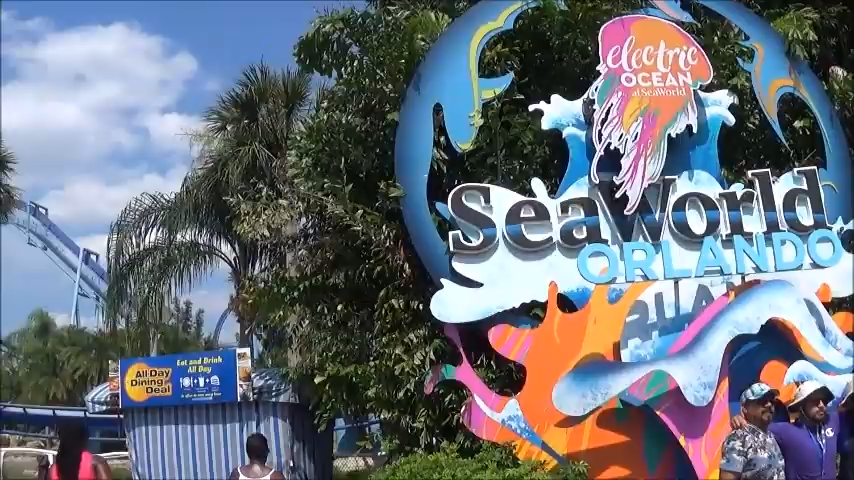 electric
OCEAN
at SeaWorld
SeaWorld
ORLANDO
All Day
Dining
Deal
Eat and Drink
All Day!